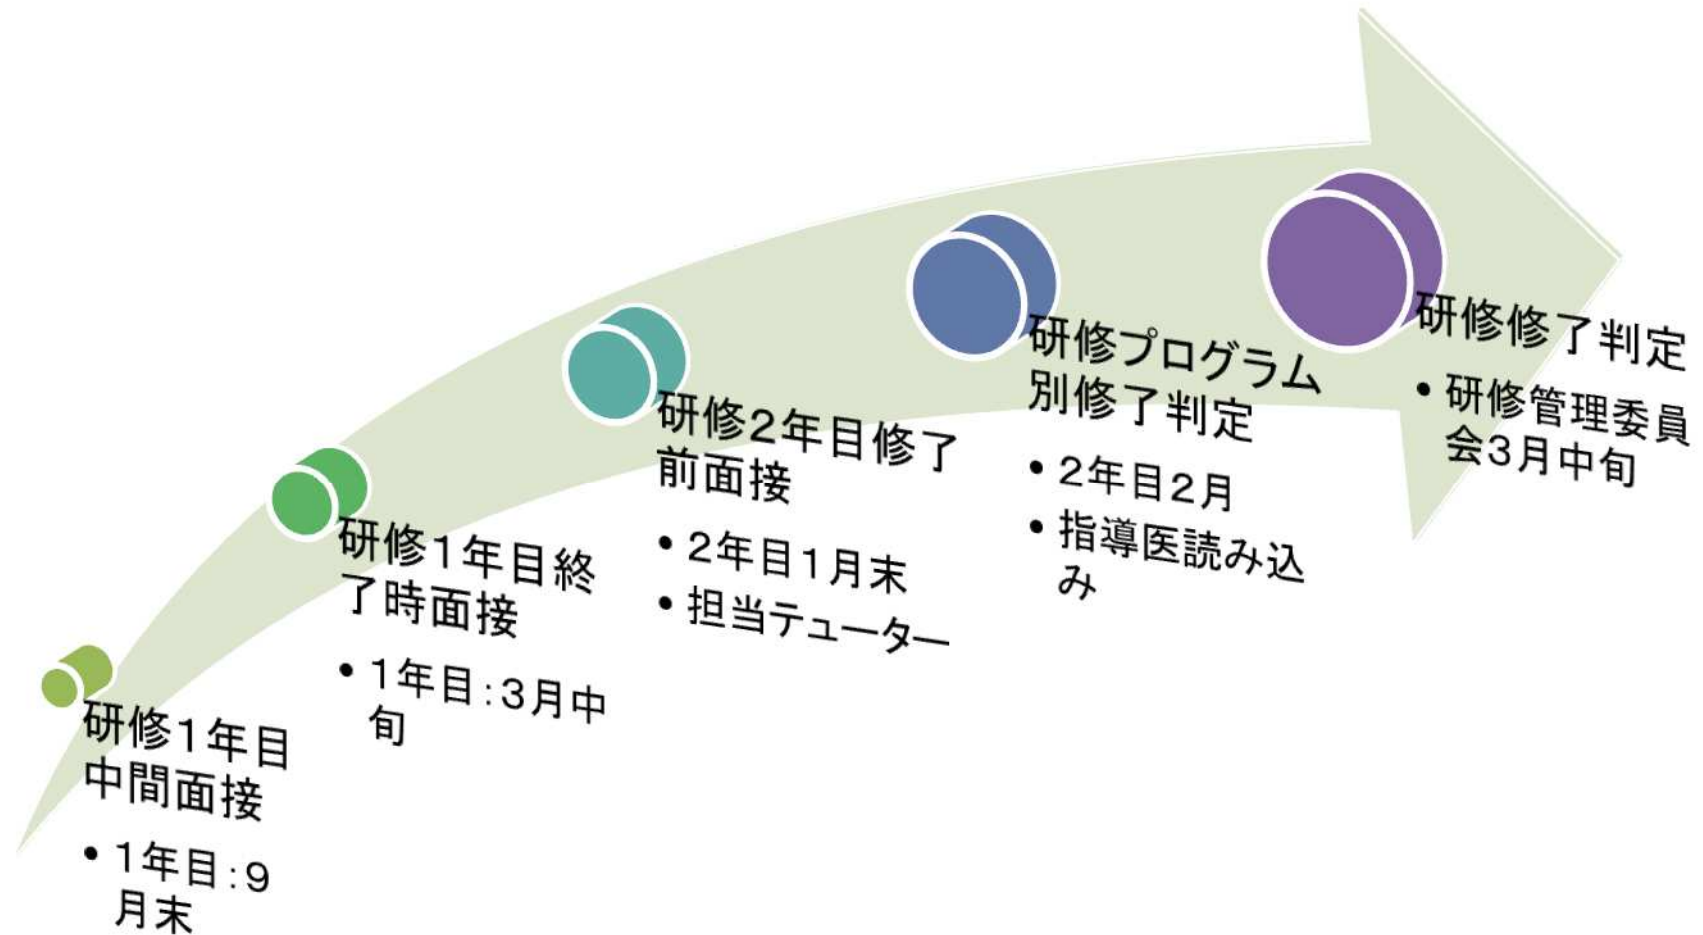 研修1年目
中間面接
• 1年目:9
月末
研修1年目終
了時面接
• 1年目:3月中
旬
研修2年目修了
前面接
• 2年目1月末
• 担当テューター
研修プログラム
別修了判定
• 2年目2月
• 指導医読み込
み
研修修了判定
• 研修管理委員
会3月中旬